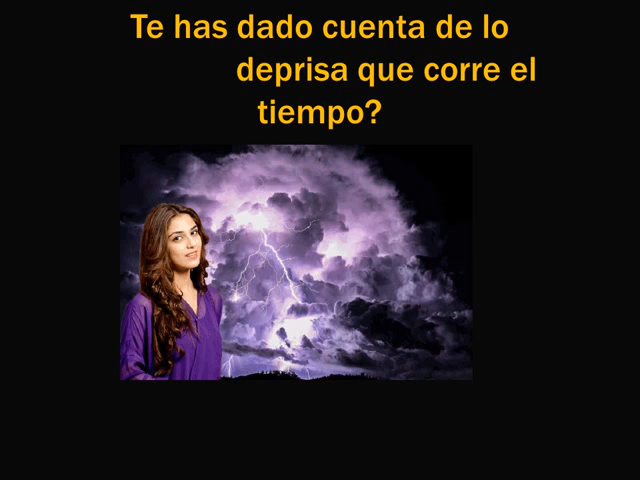 Te has dado cuenta de lo
deprisa que corre el
tiempo?